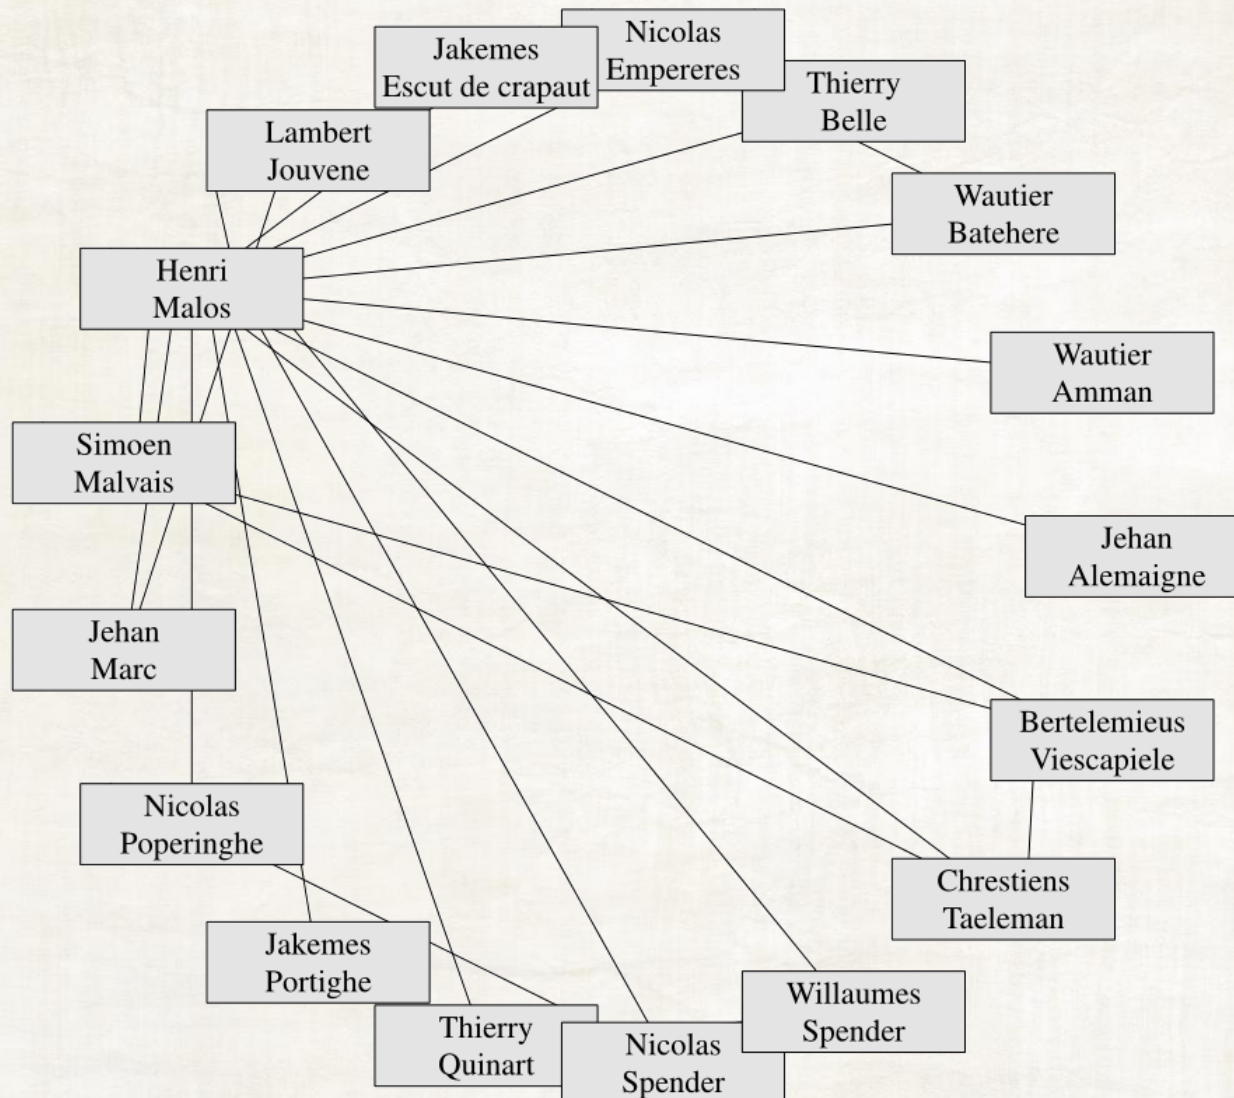 Nicolas
Empereres
Jakemes
Escut de crapaut
Thierry
Belle
Lambert
Jouvene
Wautier
Batehere
Henri
Malos
Wautier
Amman
Simoen
Malvais
Jehan
Alemaigne
Jehan
Marc
Bertelemieus
Viescapiele
Nicolas
Poperinghe
Chrestiens
Taeleman
Jakemes
Portighe
Willaumes
Spender
Thierry
Quinart
Nicolas
Spender